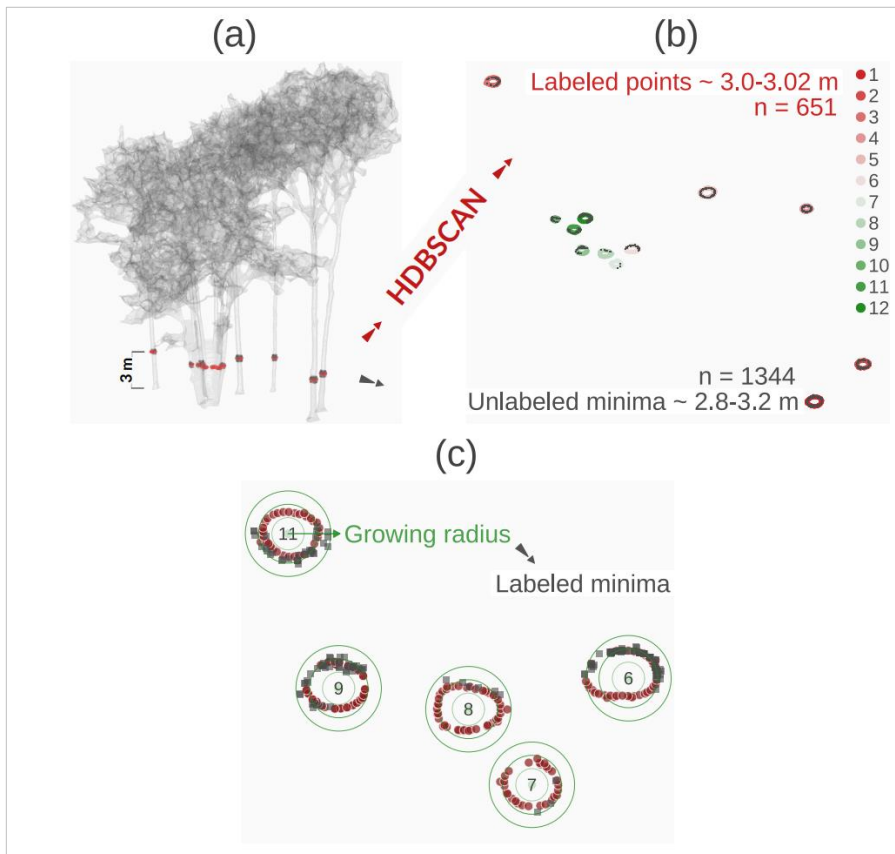 (a)
3 m
HDBSCAN
(b)
Labeled points ~ 3.0-3.02 m
n = 651
1
2
3
4
5
6
7
8
9
10
11
12
n = 1344
Unlabeled minima ~ 2.8-3.2 m
(c)
11
Growing radius
Labeled minima
9
8
6
7